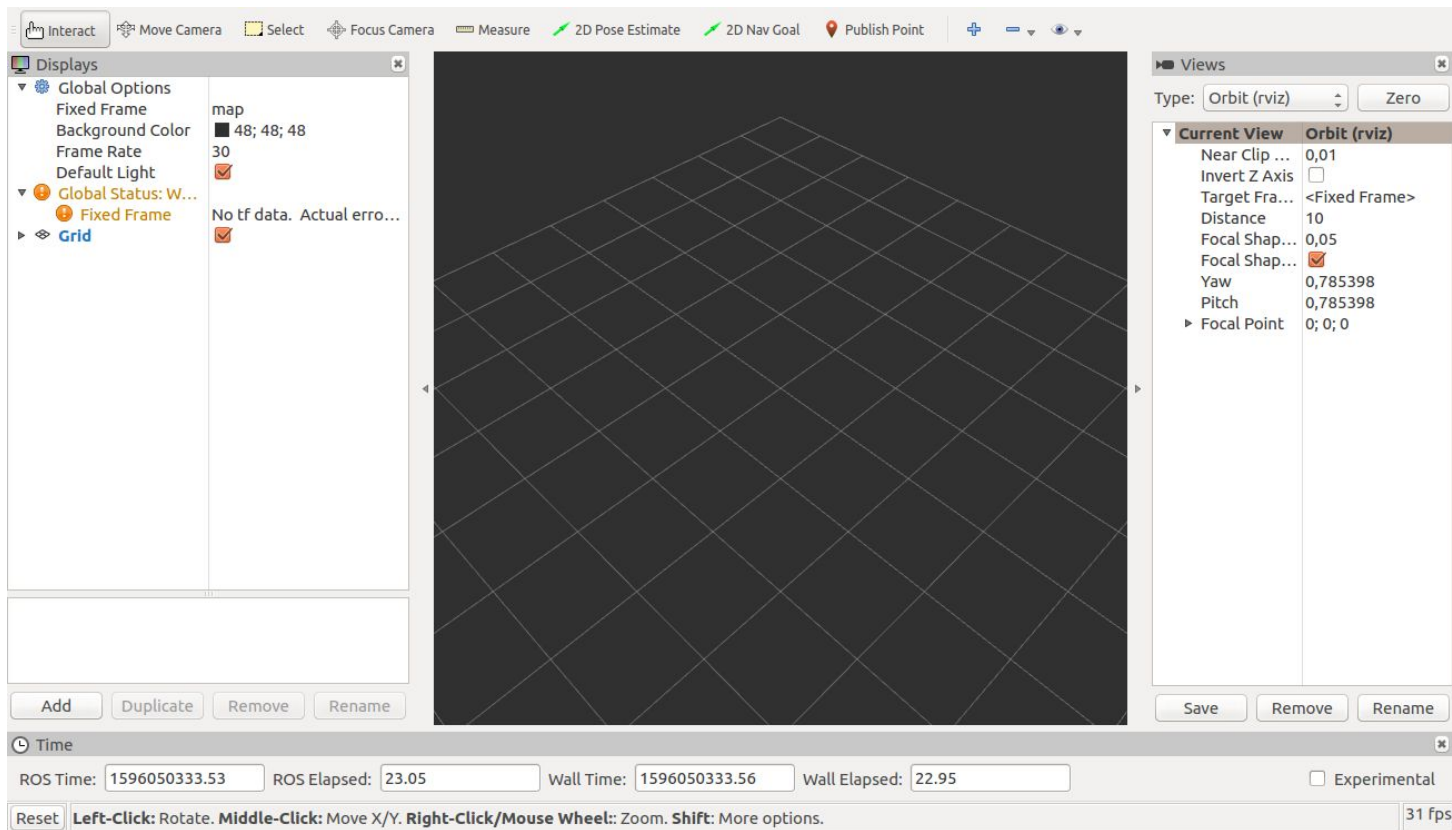 Interact Move Camera Select Focus Camera Measure 2D Pose Estimate 2D Nav Goal Publish Point
Displays
Global Options
Fixed Frame map
Background Color 48; 48; 48
Frame Rate 30
Default Light
Global Status: W...
Fixed Frame No tf data.  Actual erro...
Grid
Add Duplicate Remove Rename
Views
Type: Orbit (rviz) Zero
Current View Orbit (rviz)
Near Clip ... 0,01
Invert Z Axis
Target Fra... <Fixed Frame>
Distance 10
Focal Shap... 0,05
Focal Shap...
Yaw 0,785398
Pitch 0,785398
Focal Point 0; 0; 0
Save Remove Rename
Time
ROS Time: 1596050333.53 ROS Elapsed: 23.05 Wall Time: 1596050333.56 Wall Elapsed: 22.95 Experimental
Reset Left-Click: Rotate. Middle-Click: Move X/Y. Right-Click/Mouse Wheel:: Zoom. Shift: More options. 31 fps